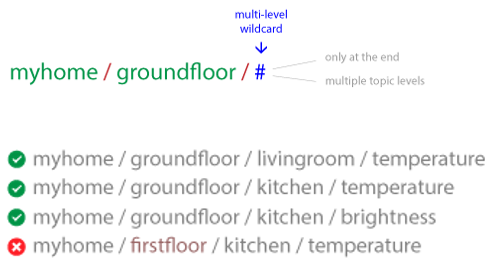 multi-level
wildcard
only at the end
myhome / groundfloor / #
multiple topic levels
myhome / groundfloor / livingroom / temperature
myhome / groundfloor / kitchen / temperature
myhome / groundfloor / kitchen / brightness
myhome / firstfloor / kitchen / temperature